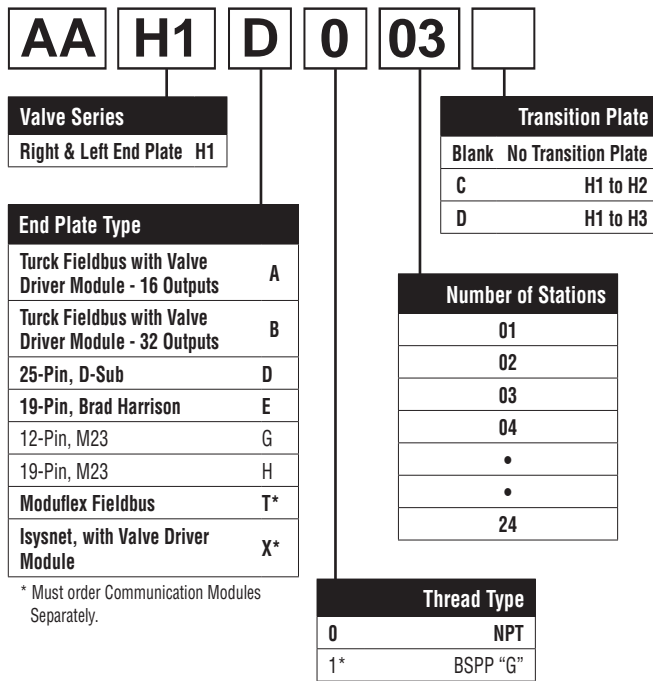 AA H1 D 0 03
Valve Series
Right & Left End Plate H1
Transition Plate
Blank No Transition Plate
C H1 to H2
D H1 to H3
End Plate Type
Turck Fieldbus with Valve
Driver Module - 16 Outputs A
Turck Fieldbus with Valve
Driver Module - 32 Outputs B
25-Pin, D-Sub D
19-Pin, Brad Harrison E
12-Pin, M23 G
19-Pin, M23 H
Moduflex Fieldbus T*
Isysnet, with Valve Driver
Module X*
* Must order Communication Modules
Separately.
Number of Stations
01
02
03
04
•
•
24
Thread Type
0 NPT
1* BSPP "G"